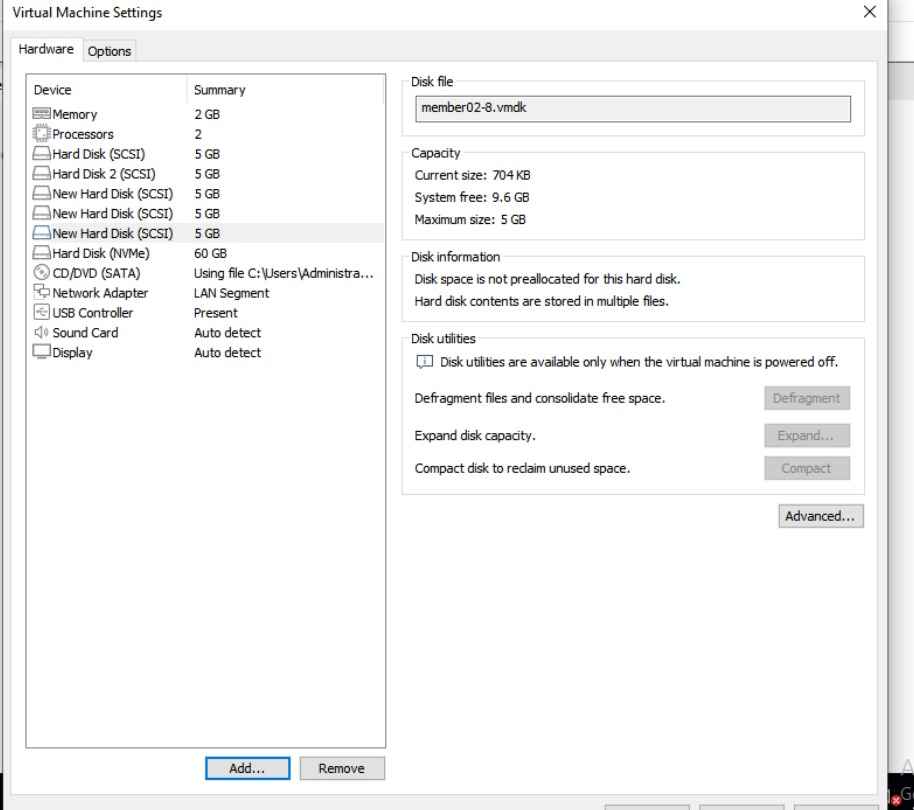 Virtual Machine Settings
Hardware Options
Device Summary
Memory 2 GB
Processors 2
Hard Disk (SCSI) 5 GB
Hard Disk 2 (SCSI) 5 GB
New Hard Disk (SCSI) 5 GB
New Hard Disk (SCSI) 5 GB
New Hard Disk (SCSI) 5 GB
Hard Disk (NVMe) 60 GB
CD/DVD (SATA) Using file C:\Users\Administra...
Network Adapter LAN Segment
USB Controller Present
Sound Card Auto detect
Display Auto detect
Add... Remove
Disk file
member02-8.vmdk
Capacity
Current size: 704 KB
System free: 9.6 GB
Maximum size: 5 GB
Disk information
Disk space is not preallocated for this hard disk.
Hard disk contents are stored in multiple files.
Disk utilities
Disk utilities are available only when the virtual machine is powered off.
Defragment files and consolidate free space. Defragment
Expand disk capacity. Expand...
Compact disk to reclaim unused space. Compact
Advanced...